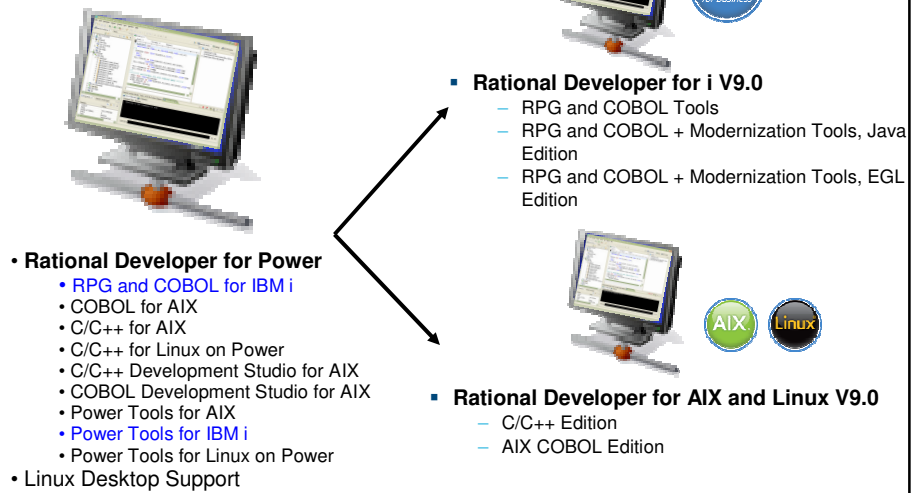 for Business
▪ Rational Developer for i V9.0
– RPG and COBOL Tools
– RPG and COBOL + Modernization Tools, Java
Edition
– RPG and COBOL + Modernization Tools, EGL
Edition
• Rational Developer for Power
• RPG and COBOL for IBM i
• COBOL for AIX
• C/C++ for AIX
• C/C++ for Linux on Power
• C/C++ Development Studio for AIX
• COBOL Development Studio for AIX
• Power Tools for AIX
• Power Tools for IBM i
• Power Tools for Linux on Power
• Linux Desktop Support
AIX Linux
▪ Rational Developer for AIX and Linux V9.0
– C/C++ Edition
– AIX COBOL Edition